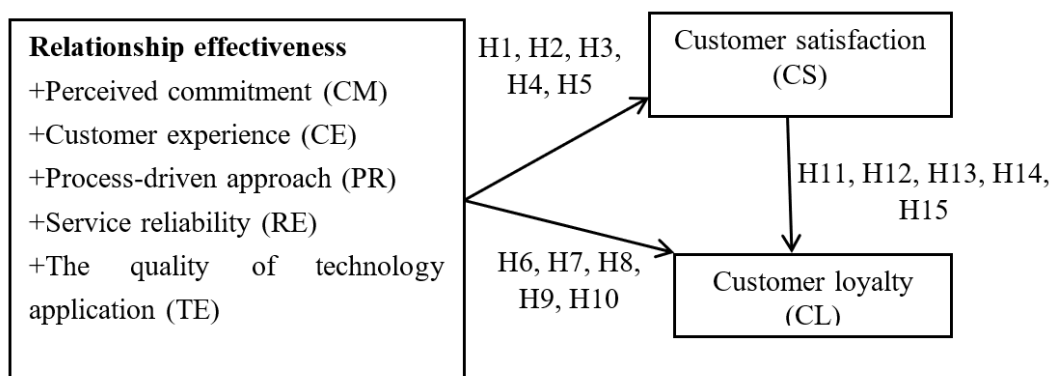 Relationship effectiveness
+Perceived commitment (CM)
+Customer experience (CE)
+Process-driven approach (PR)
+Service reliability (RE)
+The quality of technology
application (TE)
H1, H2, H3,
H4, H5
Customer satisfaction
(CS)
H11, H12, H13, H14,
H15
H6, H7, H8,
H9, H10
Customer loyalty
(CL)